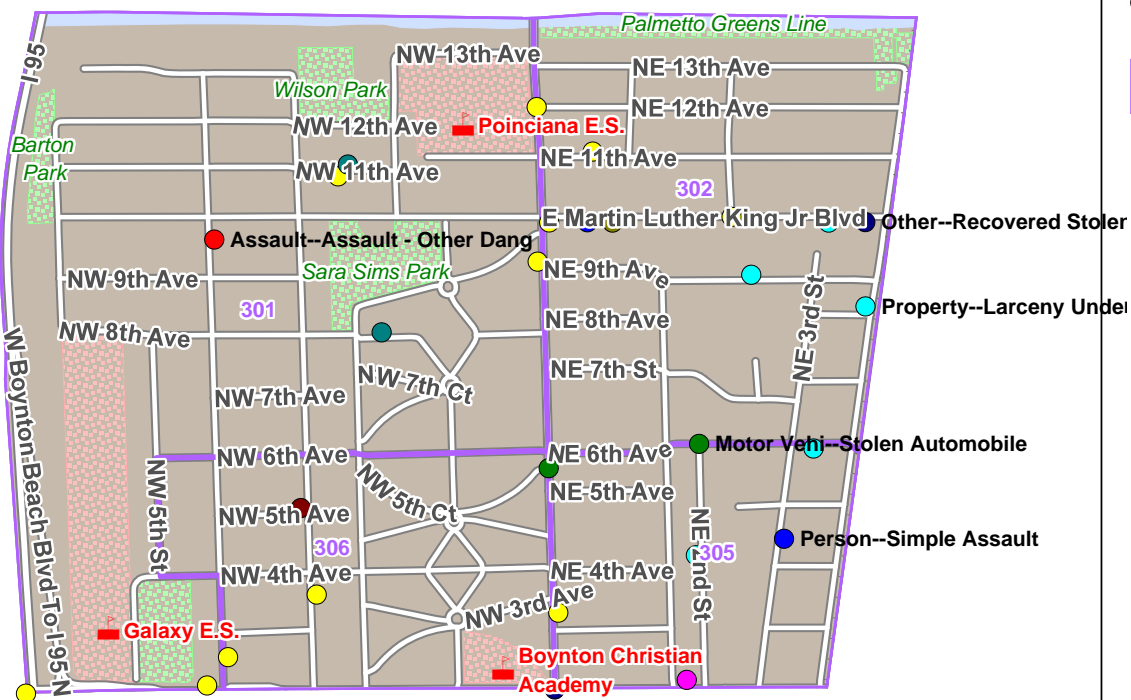 Palmetto Greens Line
I 95
NW 13th Ave
NE 13th Ave
Wilson Park
NE 12th Ave
NW 12th Ave
Poinciana E.S.
Barton
Park
NE 11th Ave
NW 11th Ave
302
E Martin Luther King Jr Blvd
Other--Recovered Stolen
Assault--Assault - Other Dang
Sara Sims Park
NE 9th Ave
NW 9th Ave
301
Property--Larceny Under
NE 8th Ave
NW 8th Ave
NE 3rd St
NE 7th St
NW 7th Ct
NW 7th Ave
W Boynton Beach Blvd To I 95 N
Motor Vehi--Stolen Automobile
NE 6th Ave
NW 6th Ave
NW 5th St
NW 5th Ct
NE 5th Ave
NW 5th Ave
Person--Simple Assault
306
305
NE 2nd St
NE 4th Ave
NW 4th Ave
NW 3rd Ave
Galaxy E.S.
Boynton Christian
Academy